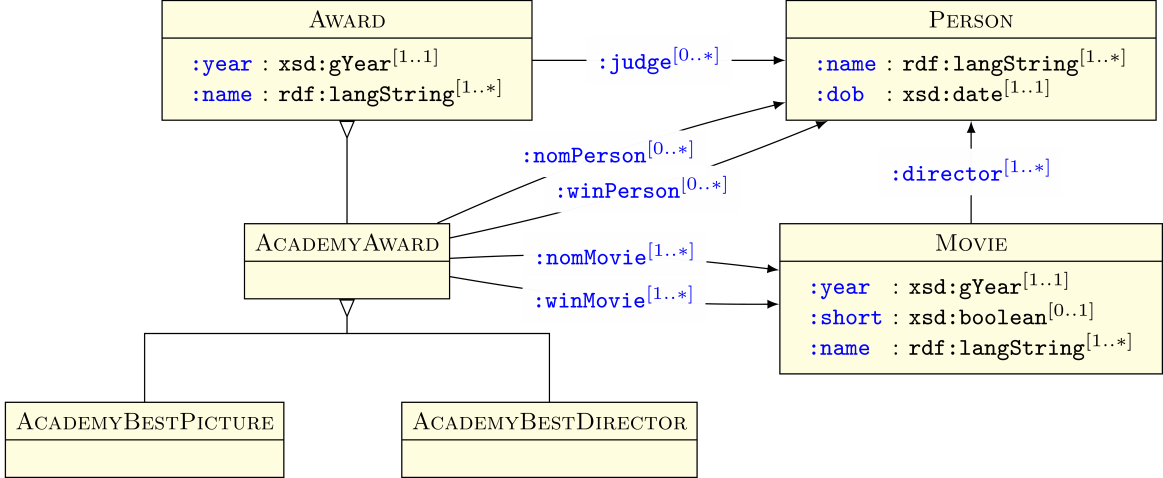 AWARD
:year : xsd:gYear[1..1]
:name : rdf:langString[1..*]
:judge[0..*]
PERSON
:name : rdf:langString[1..*]
:dob : xsd:date[1..1]
:nomPerson[0..*]
:winPerson[0..*]
:director[1..*]
ACADEMYAWARD
:nomMovie[1..*]
:winMovie[1..*]
MOVIE
:year : xsd:gYear[1..1]
:short : xsd:boolean[0..1]
:name : rdf:langString[1..*]
ACADEMYBESTPICTURE
ACADEMYBESTDIRECTOR